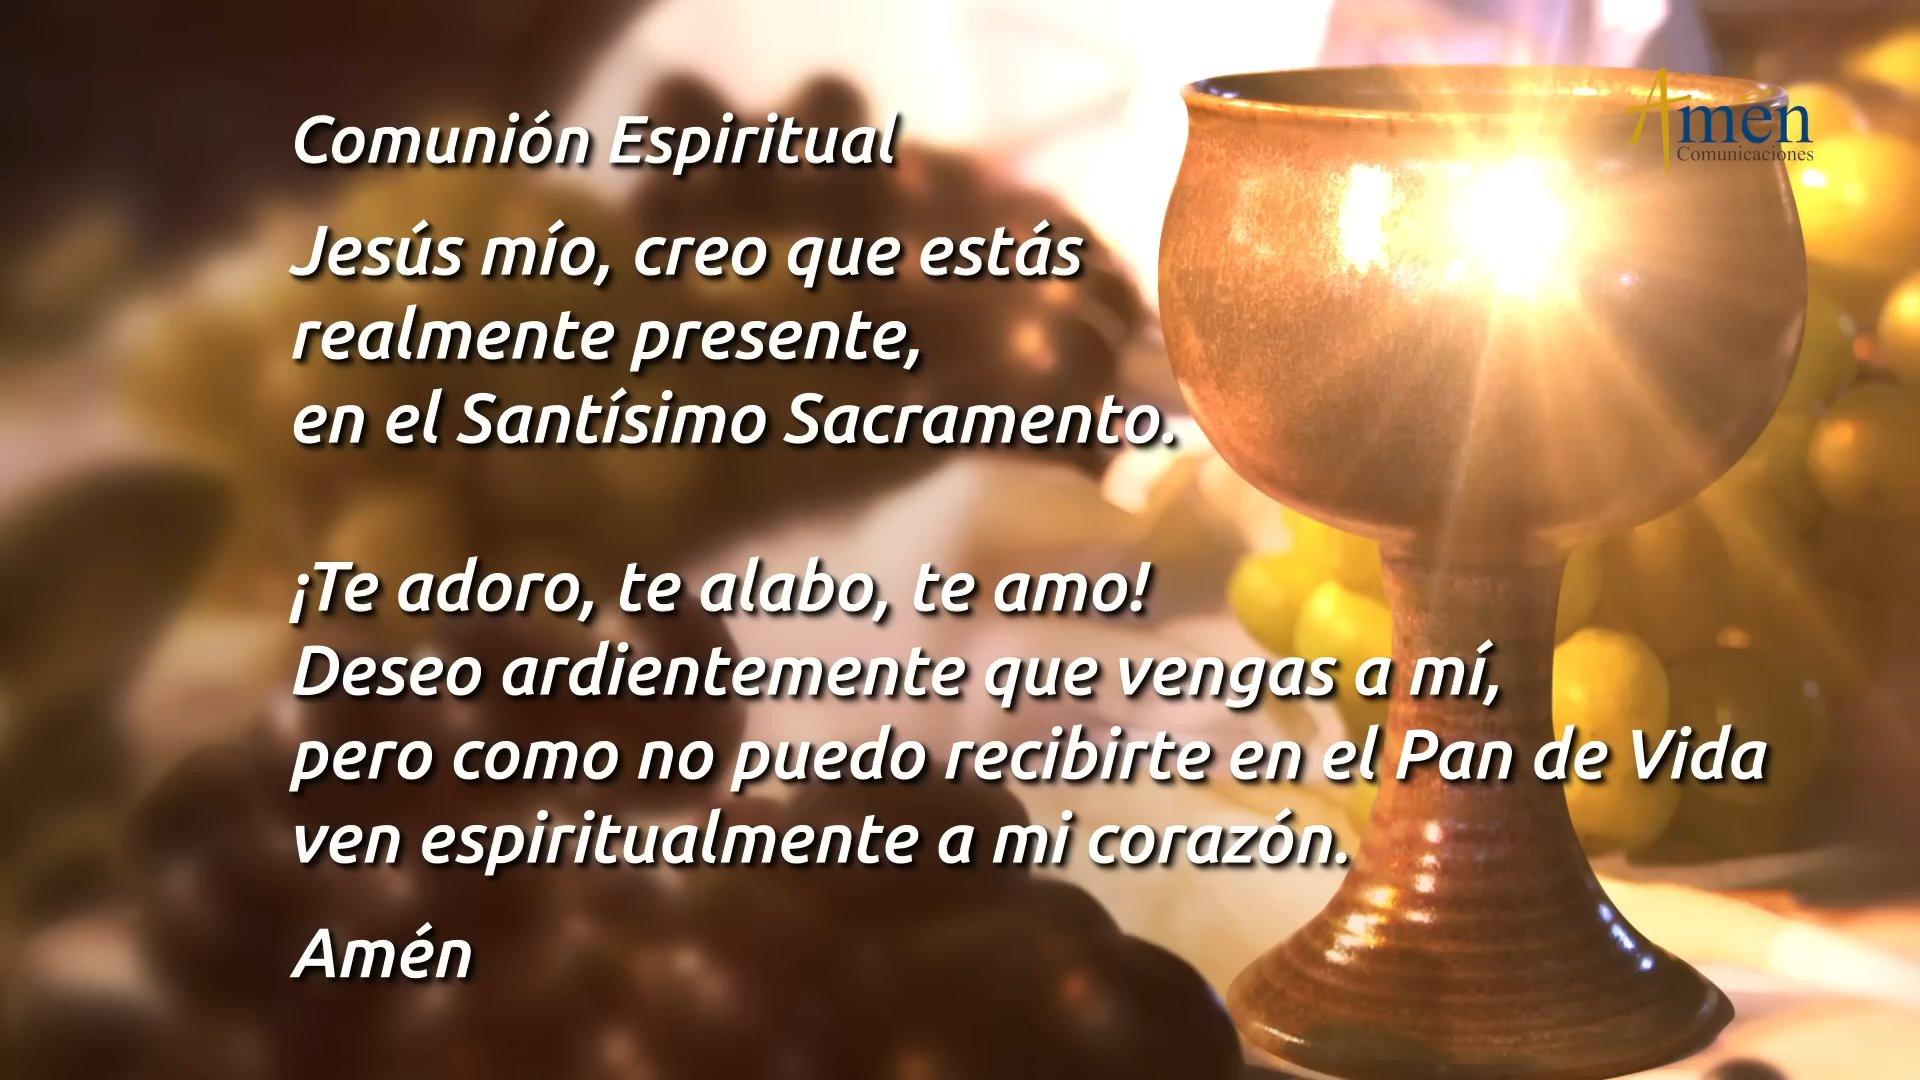 Amén
Comunicaciones
Comunión Espiritual
Jesús mío, creo que estás
realmente presente,
en el Santísimo Sacramento.
¡Te adoro, te alabo, te amo!
Deseo ardientemente que vengas a mí,
pero como no puedo recibirte en el Pan de Vida
ven espiritualmente a mi corazón.
Amén